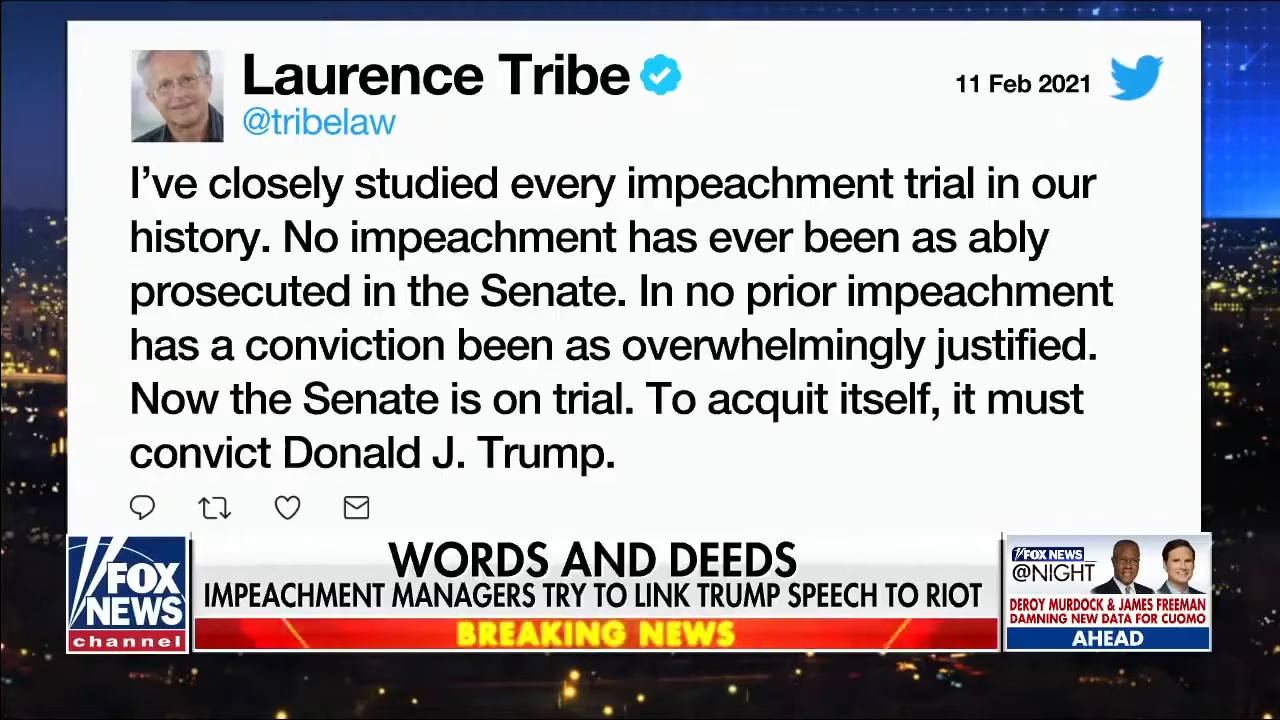 Laurence Tribe
@tribelaw
11 Feb 2021
I’ve closely studied every impeachment trial in our
history. No impeachment has ever been as ably
prosecuted in the Senate. In no prior impeachment
has a conviction been as overwhelmingly justified.
Now the Senate is on trial. To acquit itself, it must
convict Donald J. Trump.
FOX
NEWS
channel
WORDS AND DEEDS
IMPEACHMENT MANAGERS TRY TO LINK TRUMP SPEECH TO RIOT
BREAKING NEWS
FOX NEWS
@NIGHT
DEROY MURDOCK & JAMES FREEMAN
DAMNING NEW DATA FOR CUOMO
AHEAD